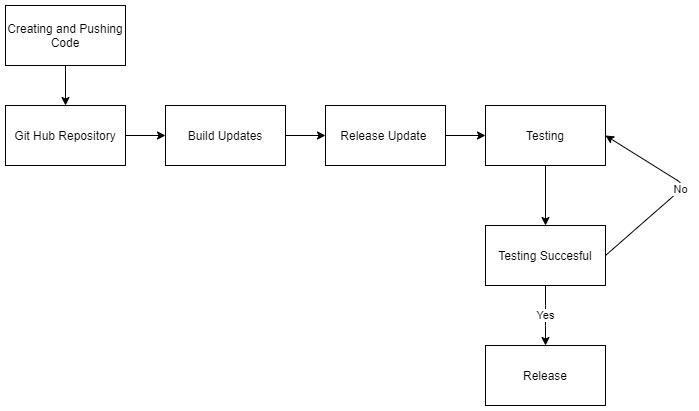 Creating and Pushing
Code
Git Hub Repository
Build Updates
Release Update
Testing
No
Testing Succesful
Yes
Release